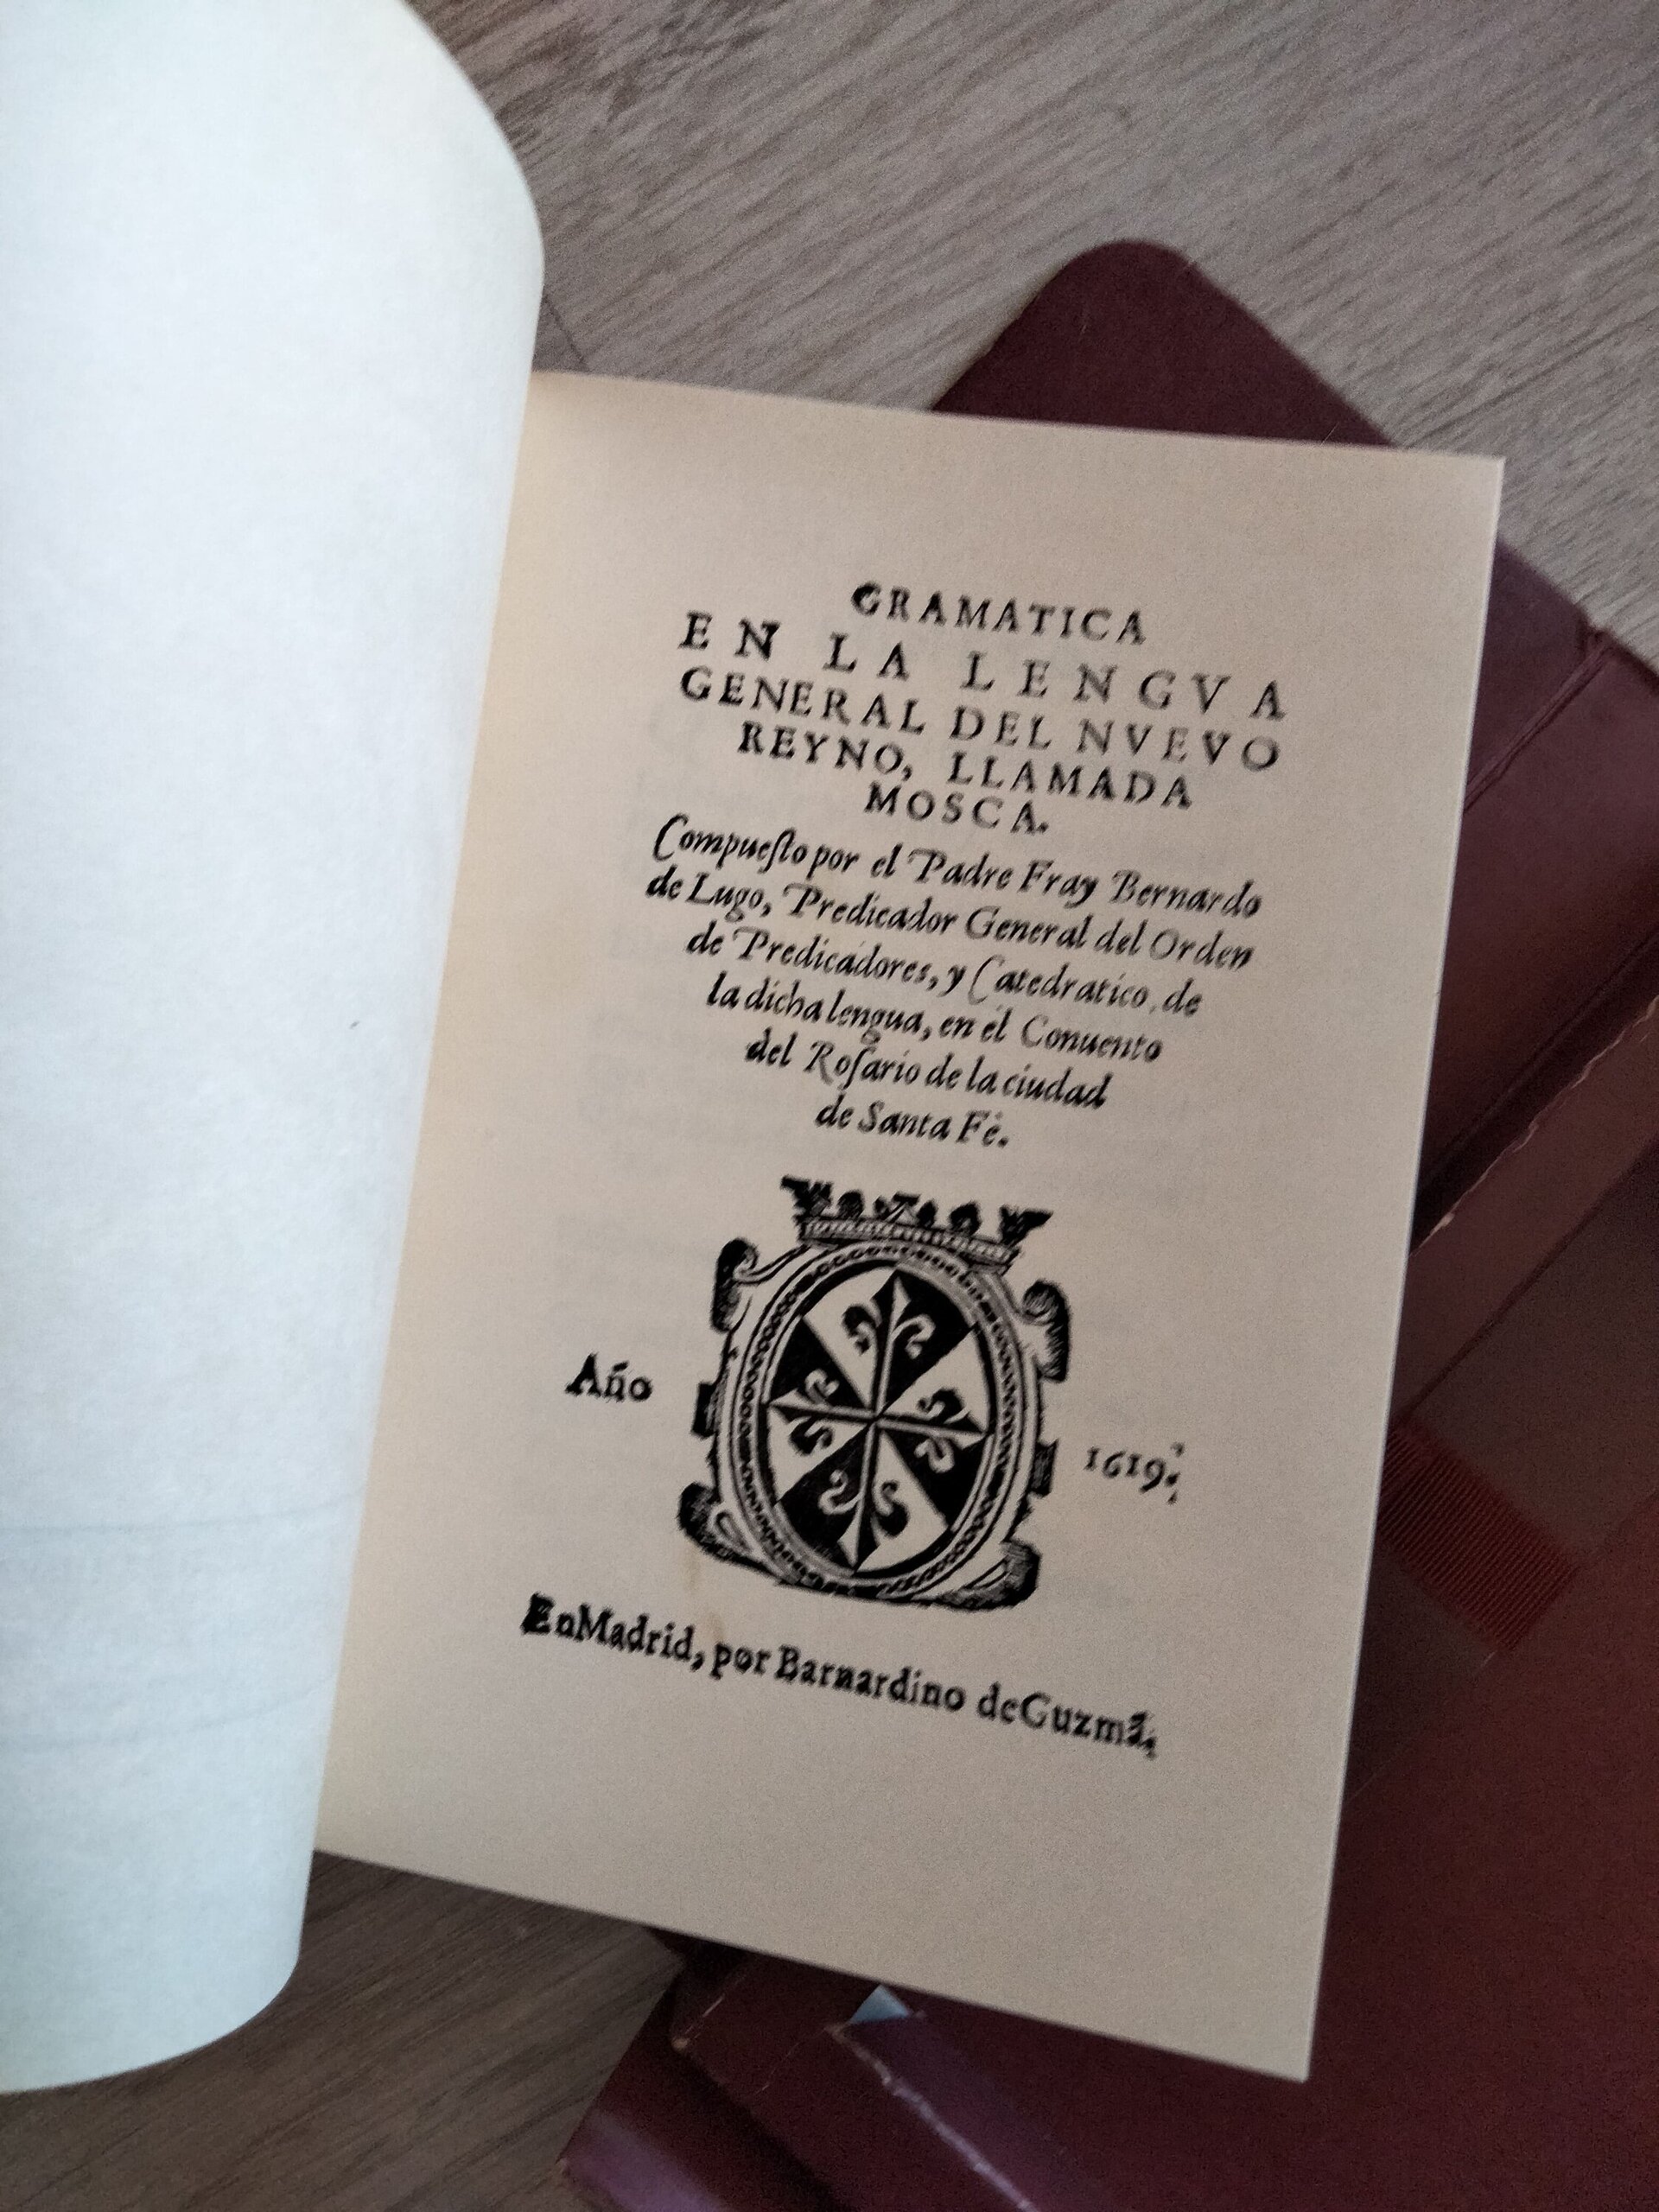 GRAMATICA
EN LA LENGVA
GENERAL DEL NVEVO
REYNO, LLAMADA
MOSCA.
Compueſto por el Padre Fray Bernardo
de Lugo, Predicador General del Orden
de Predicadores, y Catedratico de
la dicha lengua, en el Conuento
del Roſario de la ciudad
de Santa Fè.
Año
1619.
En Madrid, por Barnardino de Guzmã,